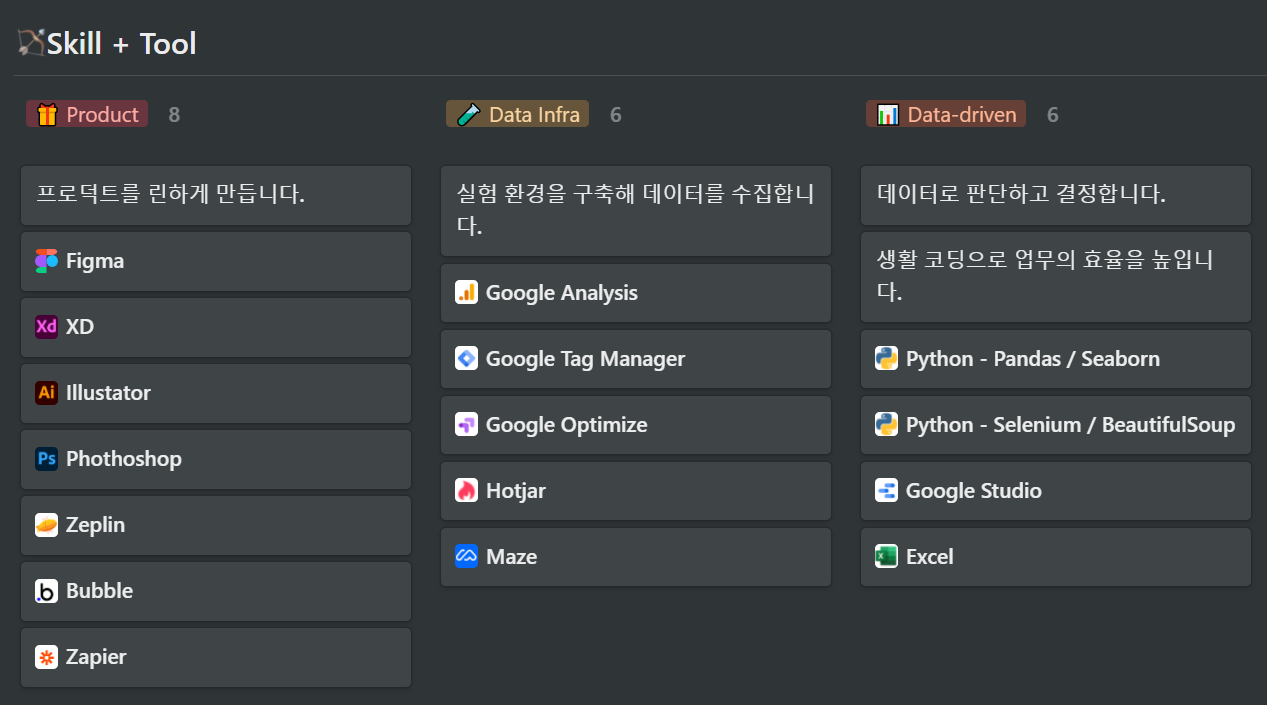 Skill + Tool
Product 8
프로덕트를 린하게 만듭니다.
Figma
XD
Illustator
Phothoshop
Zeplin
Bubble
Zapier
Data Infra 6
실험 환경을 구축해 데이터를 수집합니
다.
Google Analysis
Google Tag Manager
Google Optimize
Hotjar
Maze
Data-driven 6
데이터로 판단하고 결정합니다.
생활 코딩으로 업무의 효율을 높입니
다.
Python - Pandas / Seaborn
Python - Selenium / BeautifulSoup
Google Studio
Excel